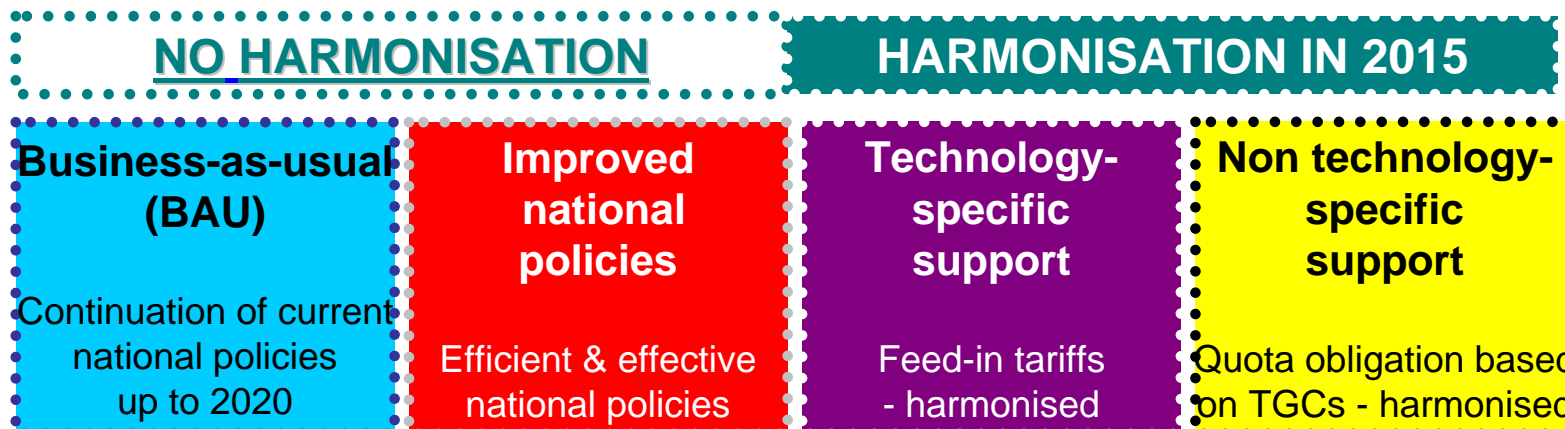 NO HARMONISATION
HARMONISATION IN 2015
Business-as-usual
(BAU)
Continuation of current
national policies
up to 2020
Improved
national
policies
Efficient & effective
national policies
Technology-
specific
support
Feed-in tariffs
- harmonised
Non technology-
specific
support
Quota obligation based
on TGCs - harmonised